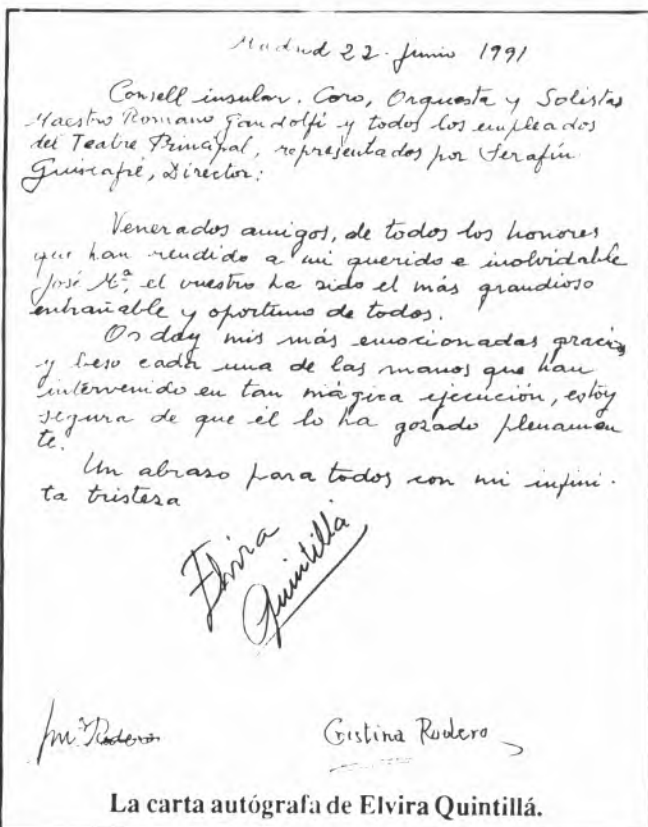 Madrid 22. Junio 1991
Consell insular. Coro, Orquesta y Solistas
Maestro Romano Gandolfi y todos los empleados
del Teatre Principal, representados por Serafín
Guiscafré, Director:
Venerados amigos, de todos los honores
que han rendido a mi querido e inolvidable
José Mª, el vuestro ha sido el más grandioso
entrañable y oportuno de todos.
Os doy mis más emocionadas gracias
y beso cada una de las manos que han
intervenido en tan mágica ejecución, estoy
segura de que él lo ha gozado plenamen
te.
Un abraso para todos con mi infini-
ta tristesa
Elvira
Quintillá
Mª Rodero
Cristina Rodero
La carta autógrafa de Elvira Quintillá.